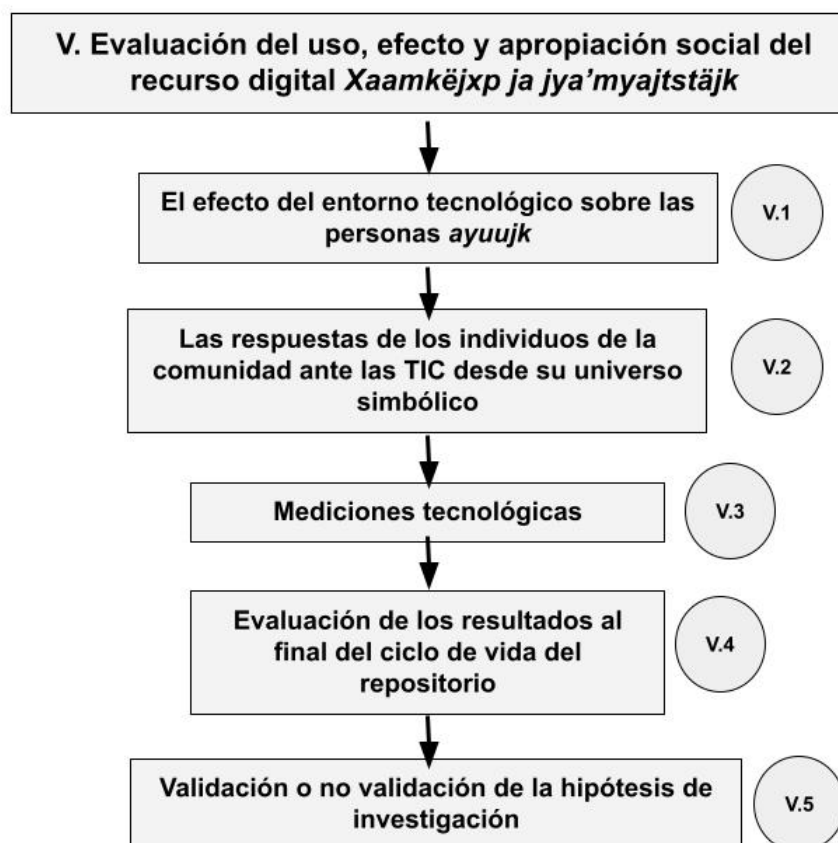 V. Evaluación del uso, efecto y apropiación social del
recurso digital Xaamkëjxp ja jya’myajtstäjk
El efecto del entorno tecnológico sobre las
personas ayuujk
V.1
Las respuestas de los individuos de la
comunidad ante las TIC desde su universo
simbólico
V.2
Mediciones tecnológicas
V.3
Evaluación de los resultados al
final del ciclo de vida del
repositorio
V.4
Validación o no validación de la hipótesis de
investigación
V.5